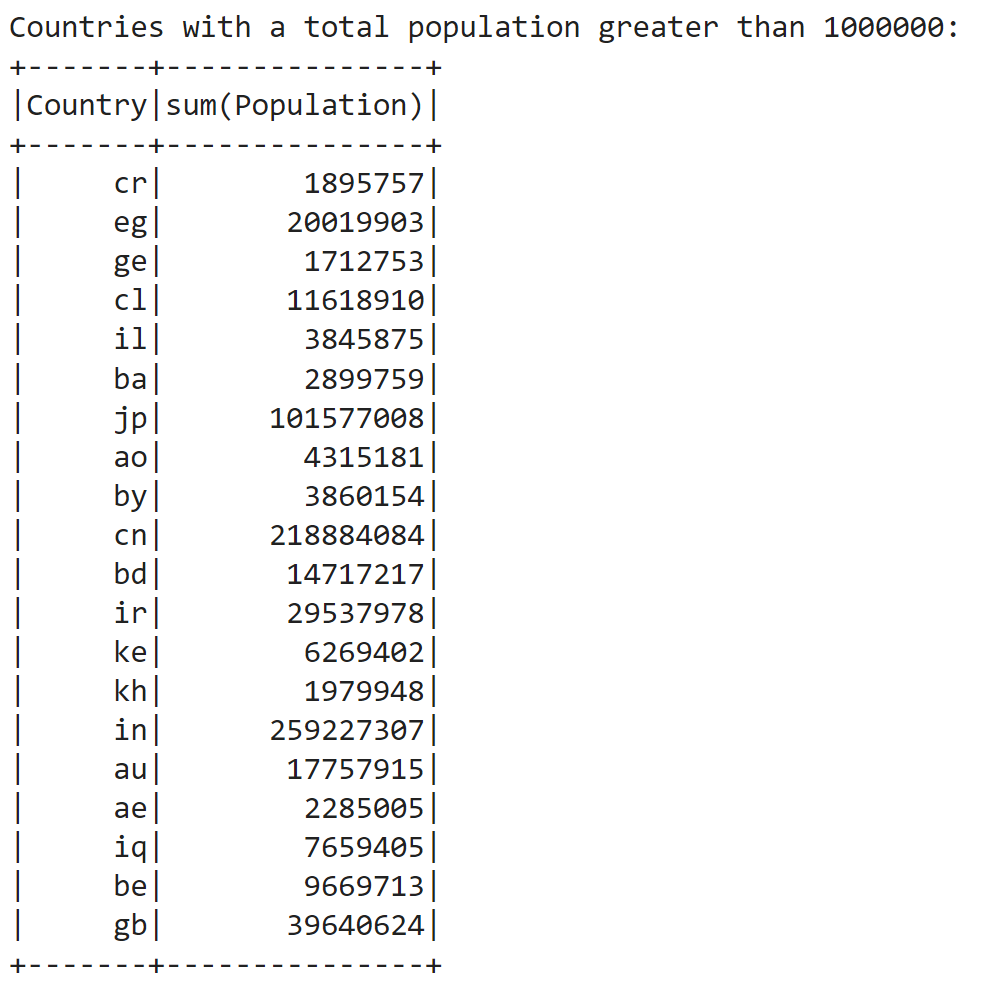 Countries with a total population greater than 1000000:
+-------+---------------+
|Country|sum(Population)|
+-------+---------------+
|     cr|        1895757|
|     eg|       20019903|
|     ge|        1712753|
|     cl|       11618910|
|     il|        3845875|
|     ba|        2899759|
|     jp|      101577008|
|     ao|        4315181|
|     by|        3860154|
|     cn|      218884084|
|     bd|       14717217|
|     ir|       29537978|
|     ke|        6269402|
|     kh|        1979948|
|     in|      259227307|
|     au|       17757915|
|     ae|        2285005|
|     iq|        7659405|
|     be|        9669713|
|     gb|       39640624|
+-------+---------------+